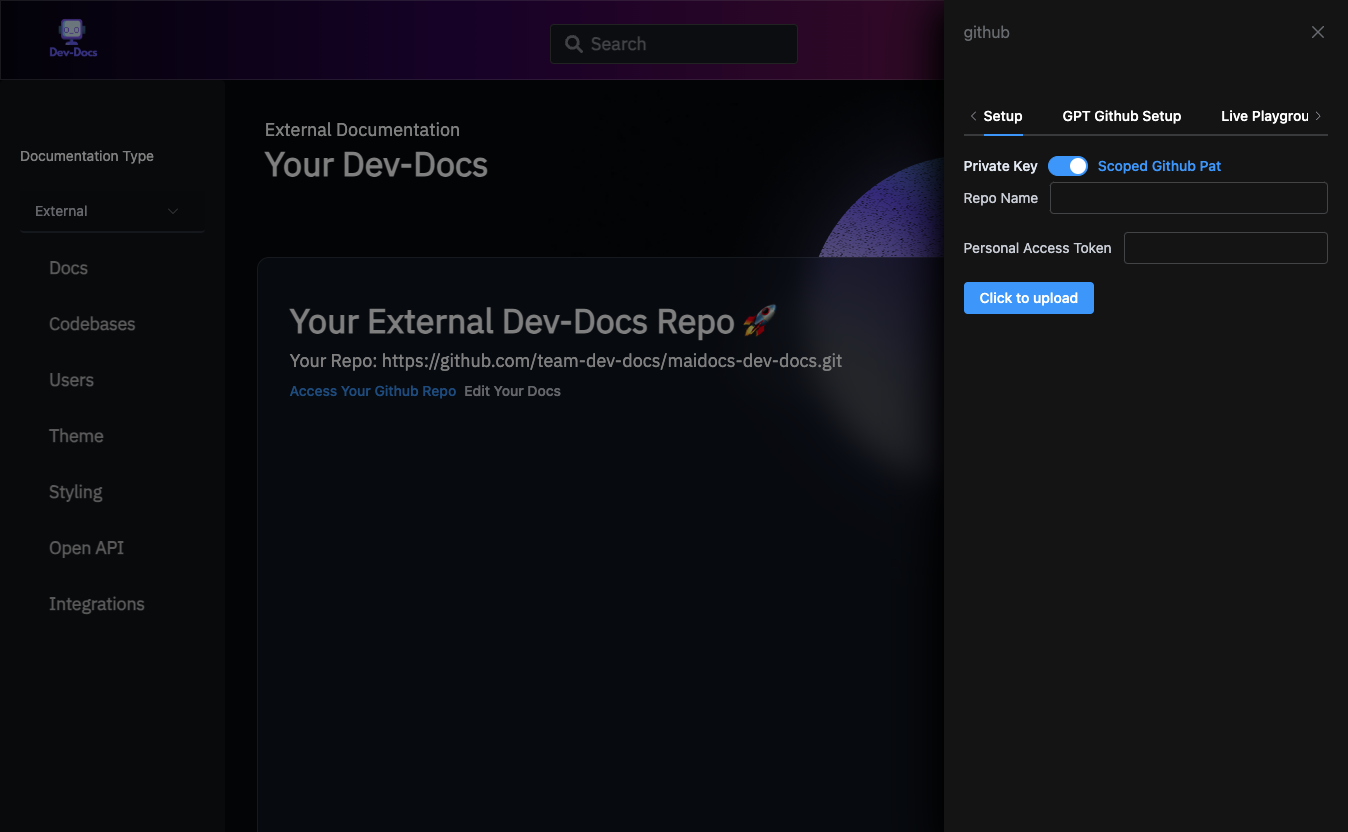 Dev-Docs
Search
Documentation Type
External
Docs
Codebases
Users
Theme
Styling
Open API
Integrations
External Documentation
Your Dev-Docs
Your External Dev-Docs Repo 🚀
Your Repo: https://github.com/team-dev-docs/maidocs-dev-docs.git
Access Your Github Repo Edit Your Docs
github
Setup GPT Github Setup Live Playgrou
Private Key Scoped Github Pat
Repo Name
Personal Access Token
Click to upload